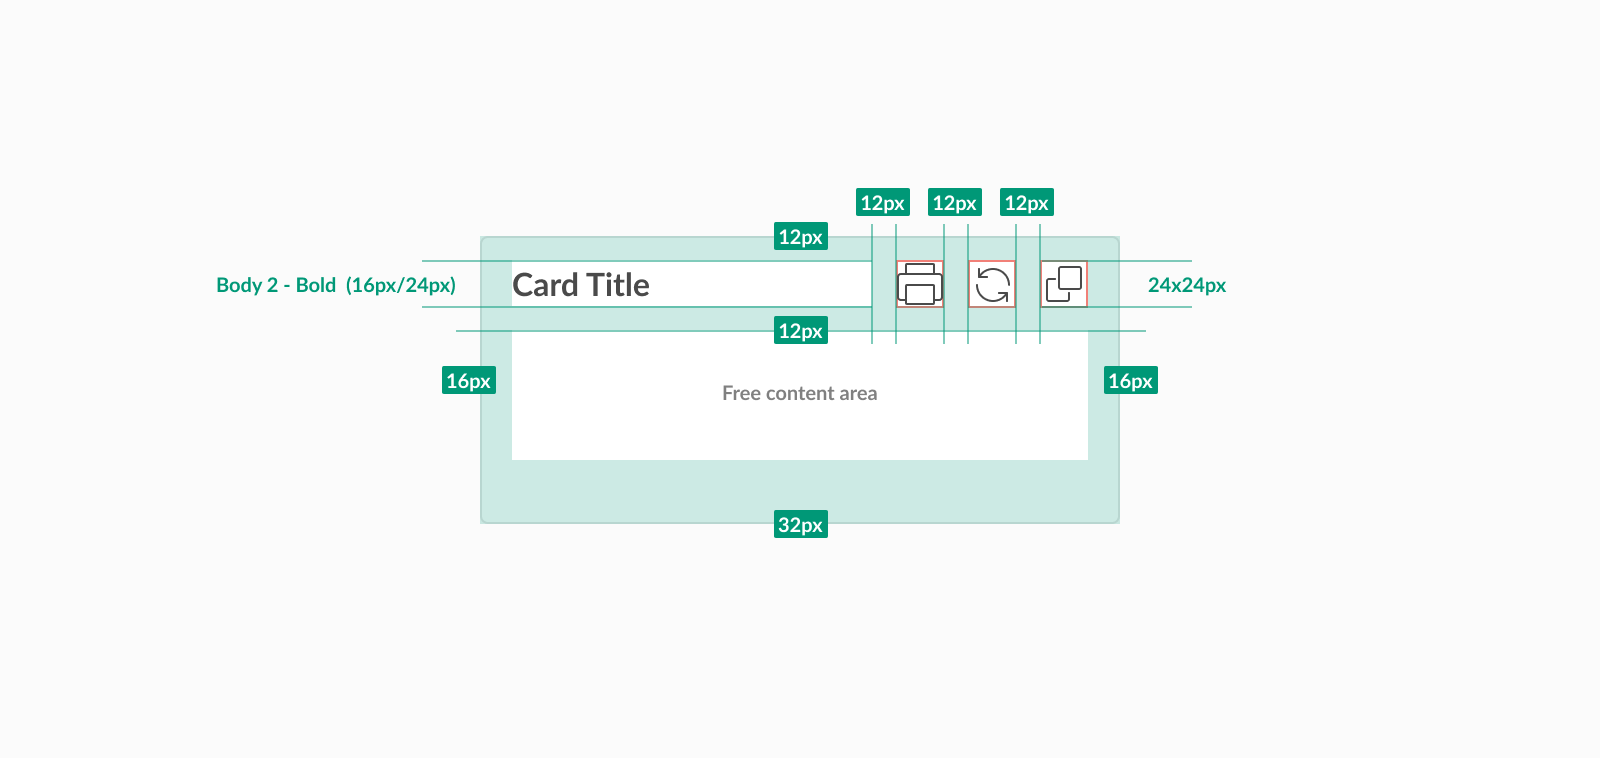 12px 12px 12px
12px
Body 2 - Bold (16px/24px)
Card Title
24x24px
12px
16px
16px
Free content area
32px